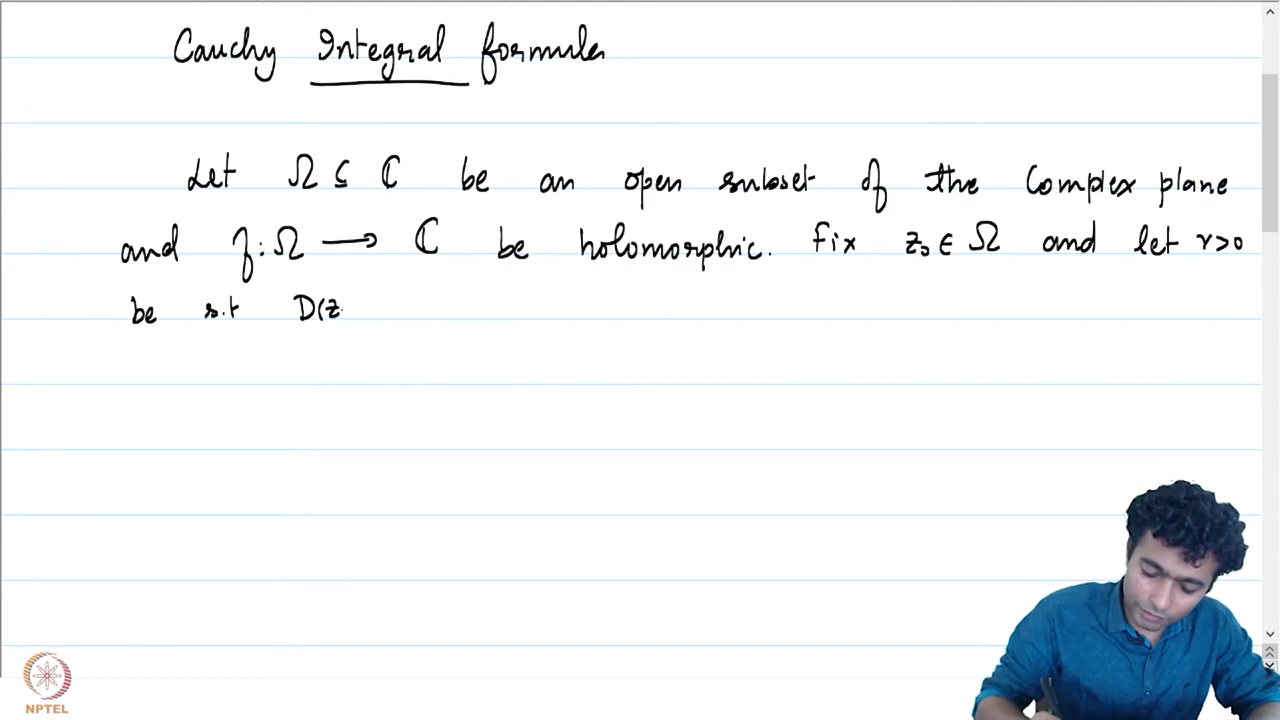 Cauchy Integral formula
Let Ω ⊆ ℂ be an open subset of the Complex plane
and f: Ω ⟶ ℂ be holomorphic. Fix z₀ ∈ Ω and let r>0
be s.t D(z
NPTEL